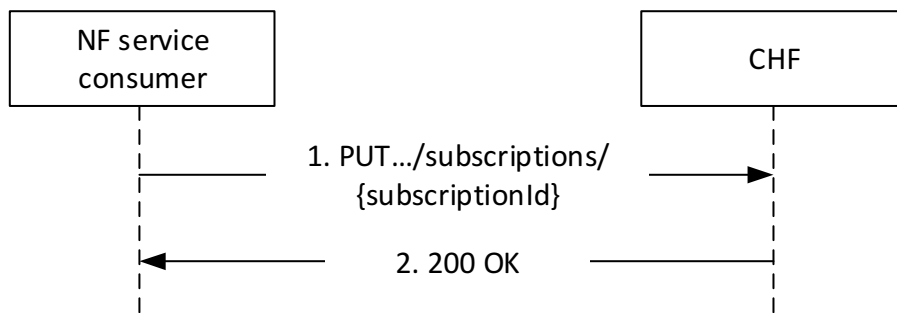 NF service
consumer
CHF
1. PUT.../subscriptions/
{subscriptionId}
2. 200 OK